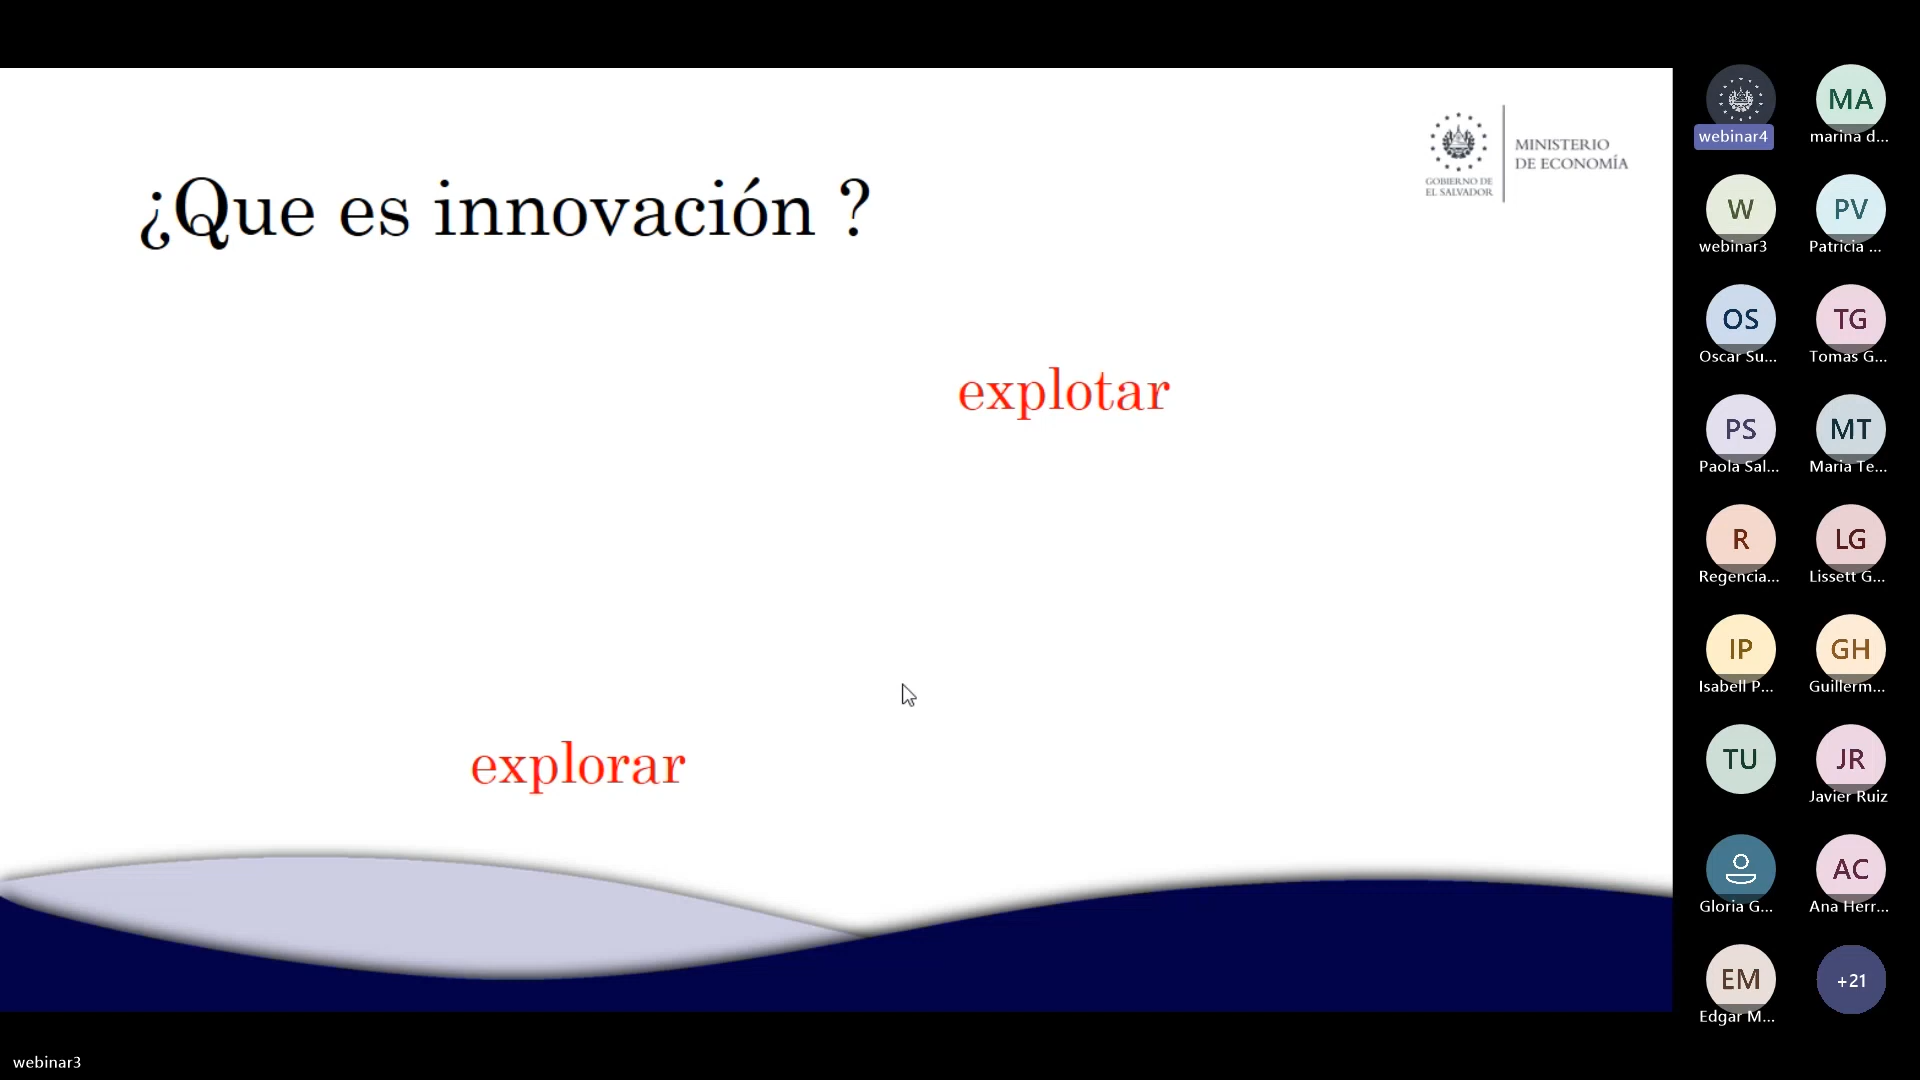 ¿Que es innovación ?
GOBIERNO DE
EL SALVADOR
MINISTERIO
DE ECONOMÍA
explotar
explorar
webinar4
MA
marina d...
W
webinar3
PV
Patricia ...
OS
Oscar Su...
TG
Tomas G...
PS
Paola Sal...
MT
Maria Te...
R
Regencia...
LG
Lissett G...
IP
Isabell P...
GH
Guillerm...
TU
JR
Javier Ruiz
Gloria G...
AC
Ana Herr...
EM
Edgar M...
+21
webinar3